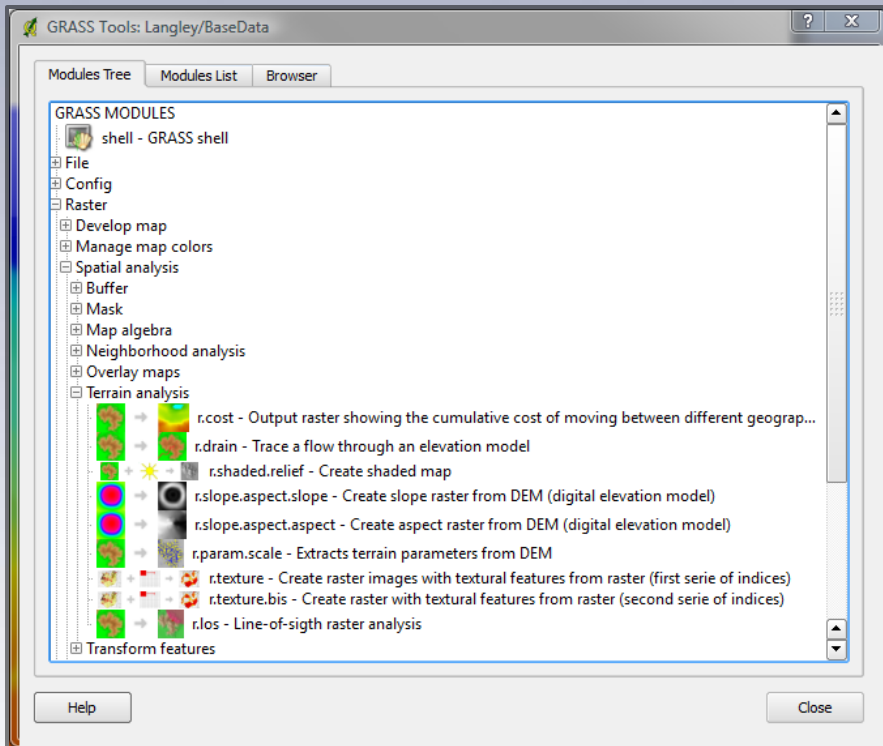 GRASS Tools: Langley/BaseData
Modules Tree Modules List Browser
GRASS MODULES
shell - GRASS shell
File
Config
Raster
Develop map
Manage map colors
Spatial analysis
Buffer
Mask
Map algebra
Neighborhood analysis
Overlay maps
Terrain analysis
r.cost - Output raster showing the cumulative cost of moving between different geograp...
r.drain - Trace a flow through an elevation model
r.shaded.relief - Create shaded map
r.slope.aspect.slope - Create slope raster from DEM (digital elevation model)
r.slope.aspect.aspect - Create aspect raster from DEM (digital elevation model)
r.param.scale - Extracts terrain parameters from DEM
r.texture - Create raster images with textural features from raster (first serie of indices)
r.texture.bis - Create raster with textural features from raster (second serie of indices)
r.los - Line-of-sigth raster analysis
Transform features
Help Close